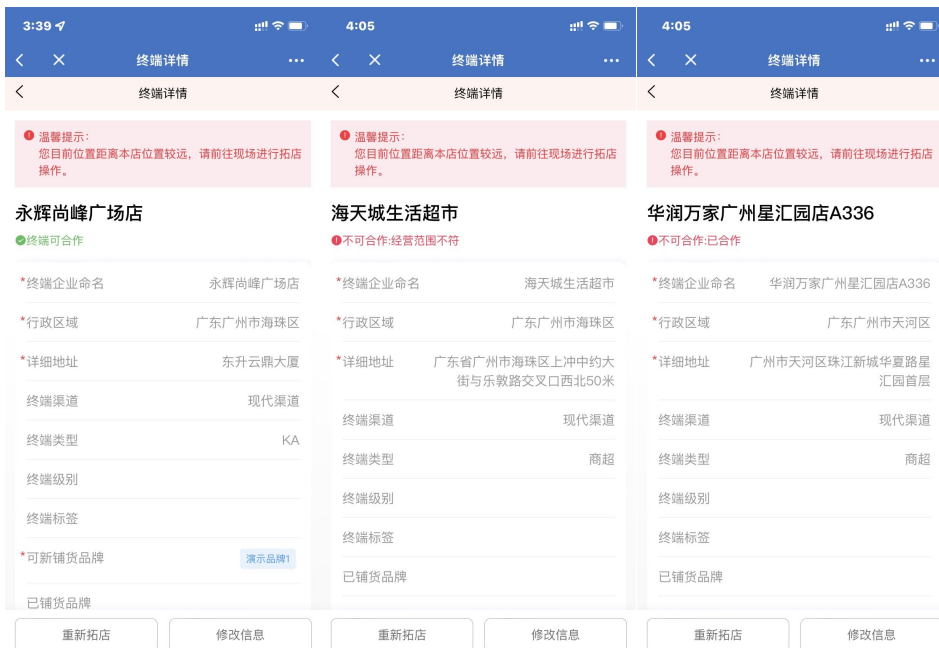 3:39
终端详情
终端详情
温馨提示：
您目前位置距离本店位置较远，请前往现场进行拓店
操作。
永辉尚峰广场店
终端可合作
*终端企业命名 永辉尚峰广场店
*行政区域 广东广州市海珠区
*详细地址 东升云鼎大厦
终端渠道 现代渠道
终端类型 KA
终端级别
终端标签
*可新铺货品牌 演示品牌1
已铺货品牌
重新拓店 修改信息
4:05
终端详情
终端详情
温馨提示：
您目前位置距离本店位置较远，请前往现场进行拓店
操作。
海天城生活超市
不可合作:经营范围不符
*终端企业命名 海天城生活超市
*行政区域 广东广州市海珠区
*详细地址 广东省广州市海珠区上冲中约大
街与乐敦路交叉口西北50米
终端渠道 现代渠道
终端类型 商超
终端级别
终端标签
已铺货品牌
重新拓店 修改信息
4:05
终端详情
终端详情
温馨提示：
您目前位置距离本店位置较远，请前往现场进行拓店
操作。
华润万家广州星汇园店A336
不可合作:已合作
*终端企业命名 华润万家广州星汇园店A336
*行政区域 广东广州市天河区
*详细地址 广州市天河区珠江新城华夏路星
汇园首层
终端渠道 现代渠道
终端类型 商超
终端级别
终端标签
已铺货品牌
重新拓店 修改信息